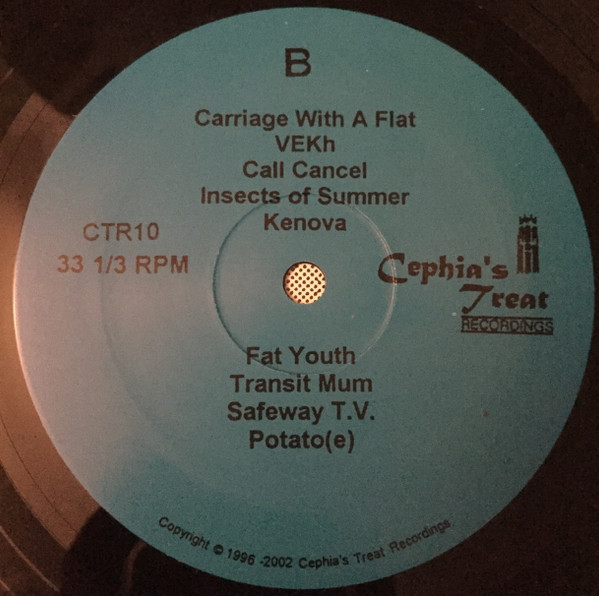 B
Carriage With A Flat
VEKh
Call Cancel
Insects of Summer
Kenova
CTR10
33 1/3 RPM
Cephia's
Treat
RECORDINGS
Fat Youth
Transit Mum
Safeway T.V.
Potato(e)
Copyright © 1996 -2002 Cephia's Treat Recordings